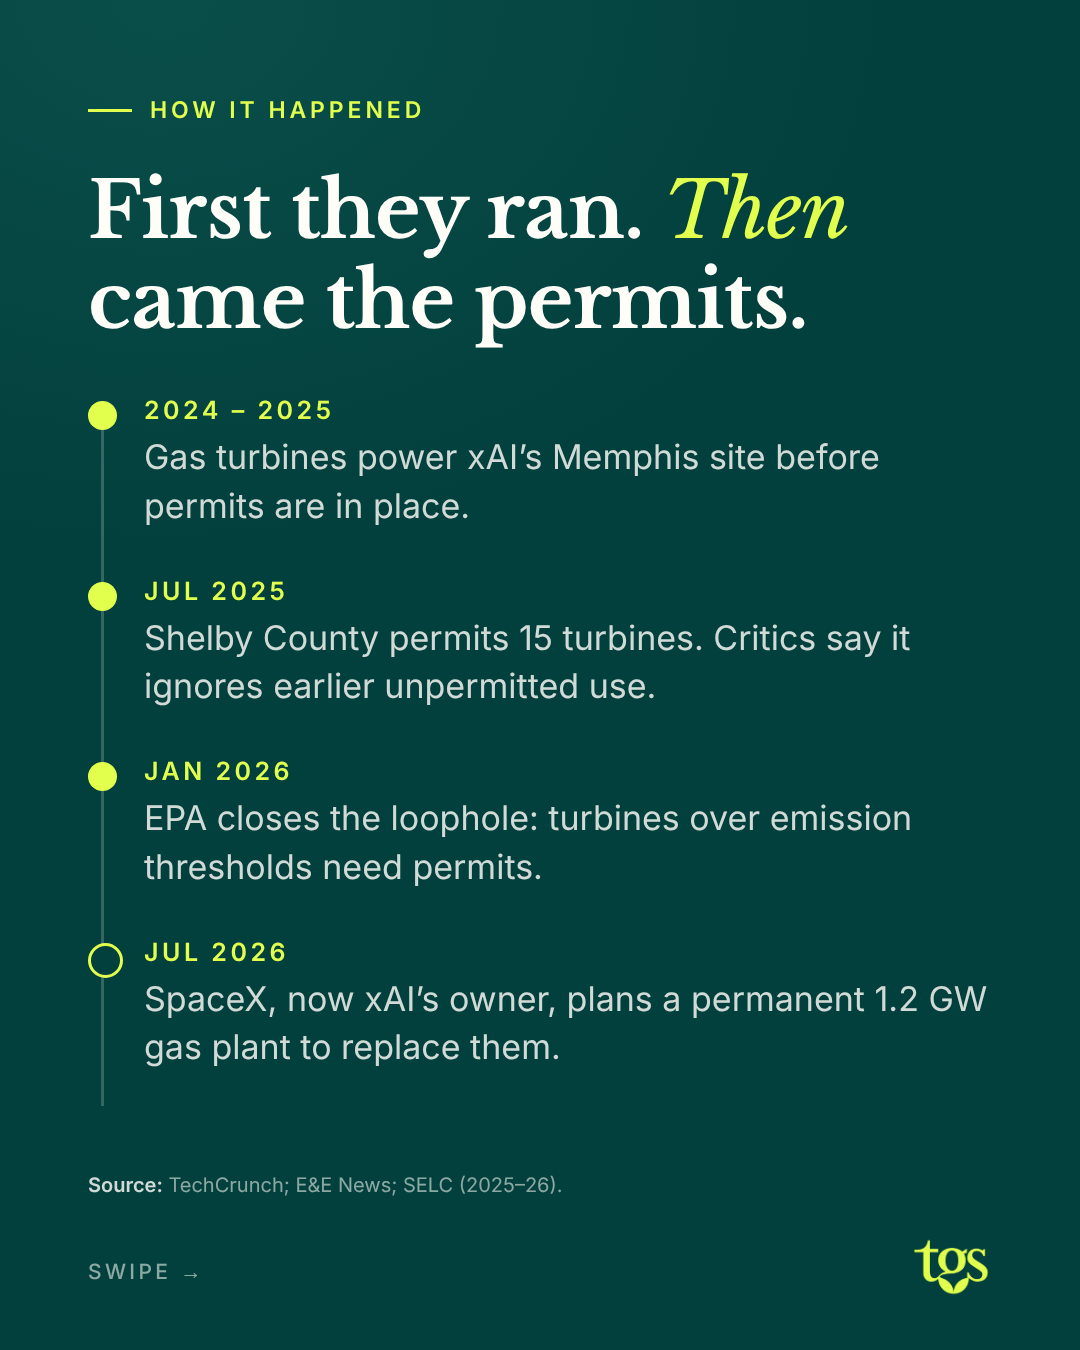 HOW IT HAPPENED
First they ran. Then
came the permits.
2024 – 2025
Gas turbines power xAI’s Memphis site before
permits are in place.
JUL 2025
Shelby County permits 15 turbines. Critics say it
ignores earlier unpermitted use.
JAN 2026
EPA closes the loophole: turbines over emission
thresholds need permits.
JUL 2026
SpaceX, now xAI’s owner, plans a permanent 1.2 GW
gas plant to replace them.
Source: TechCrunch; E&E News; SELC (2025–26).
SWIPE →
tgs